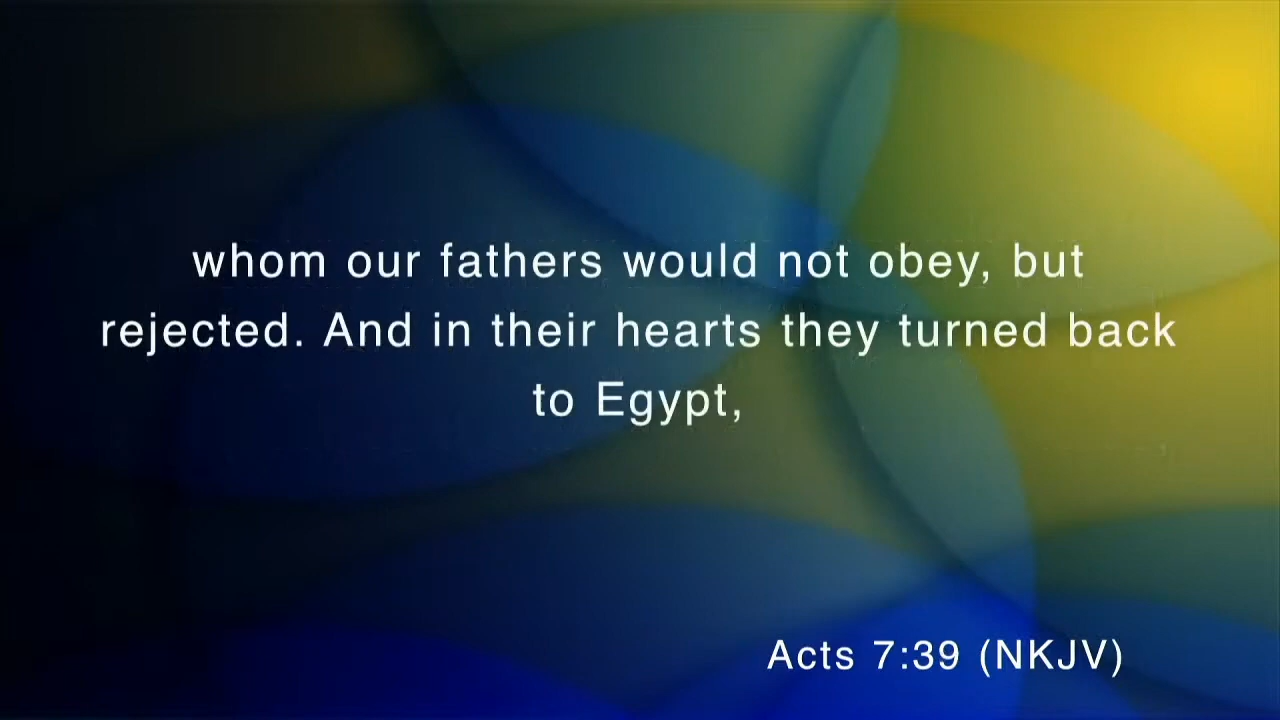 whom our fathers would not obey, but
rejected. And in their hearts they turned back
to Egypt,
Acts 7:39 (NKJV)